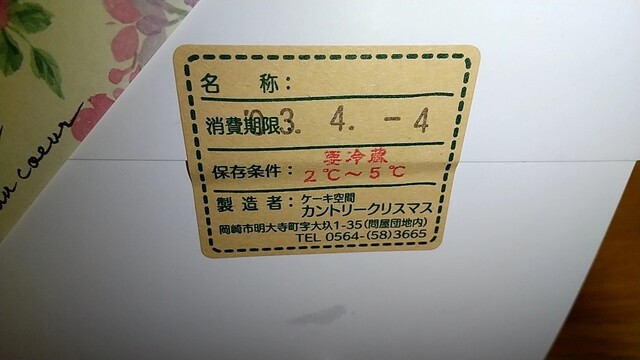 名称:
消費期限: '03. 4. -4
要冷蔵
保存条件: 2℃~5℃
製造者: ケーキ空間
カントリークリスマス
岡崎市明大寺町字大圦1-35(問屋団地内)
TEL 0564-(58)3665
coeur